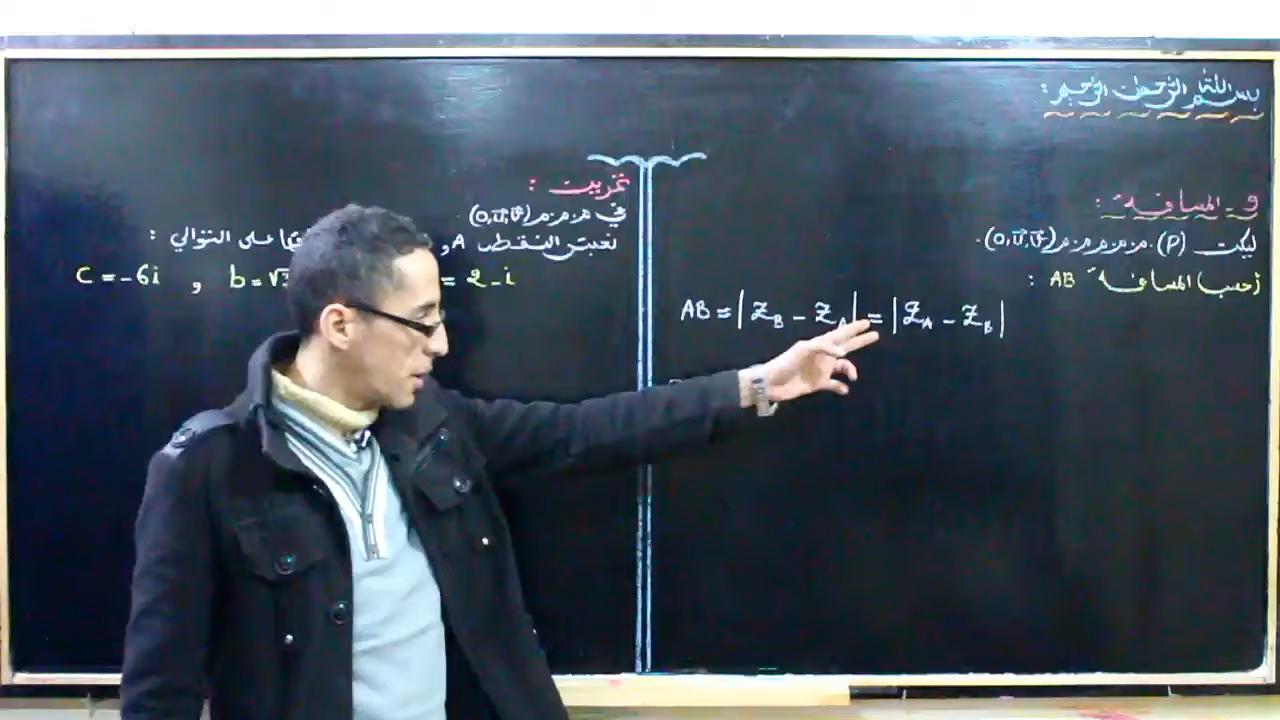 بسم الله الرحمن الرحيم :
و - المسافة :
ليكن (P) م.م.م.م.م (O,u⃗,v⃗).
أحسب المسافة AB :
AB = |Z_B - Z_A| = |Z_A - Z_B|
تمرين :
في م.م.م.م (O,u⃗,v⃗).
نعتبر النقط A, على التوالي :
= 2 - i b = √3 , C = -6i